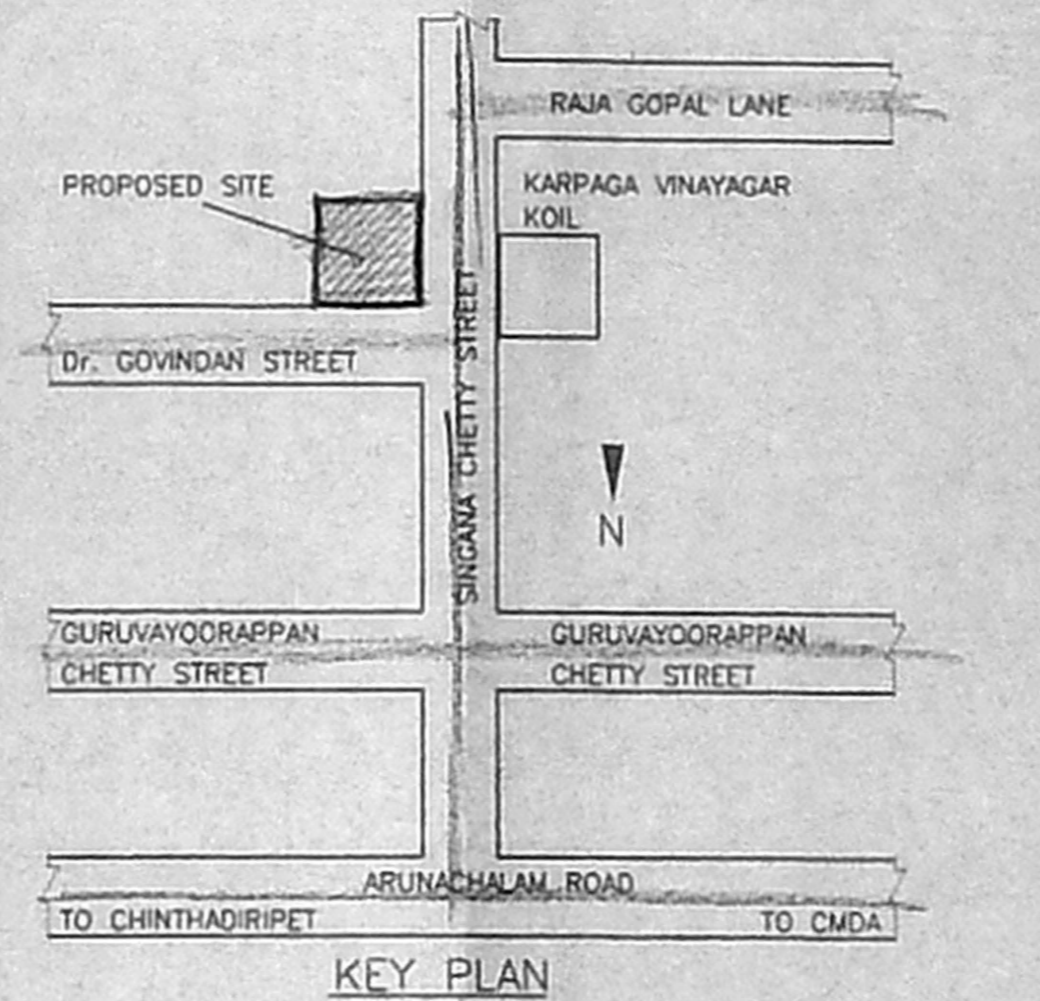 RAJA GOPAL LANE
PROPOSED SITE
KARPAGA VINAYAGAR
KOIL
SINGANA CHETTY STREET
Dr. GOVINDAN STREET
N
GURUVAYOORAPPAN
CHETTY STREET
GURUVAYOORAPPAN
CHETTY STREET
ARUNACHALAM ROAD
TO CHINTHADIRIPET
TO CMDA
KEY PLAN